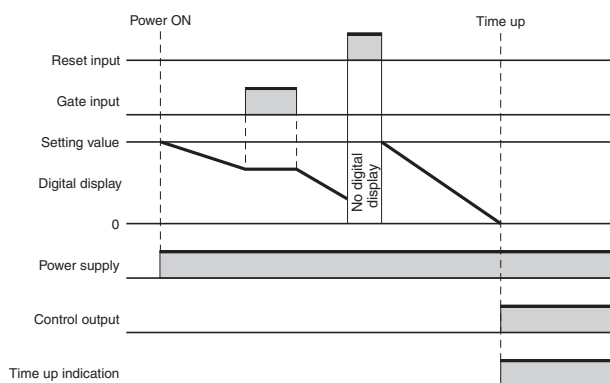 Power ON
Time up
Reset input
Gate input
Setting value
Digital display
No digital
display
0
Power supply
Control output
Time up indication